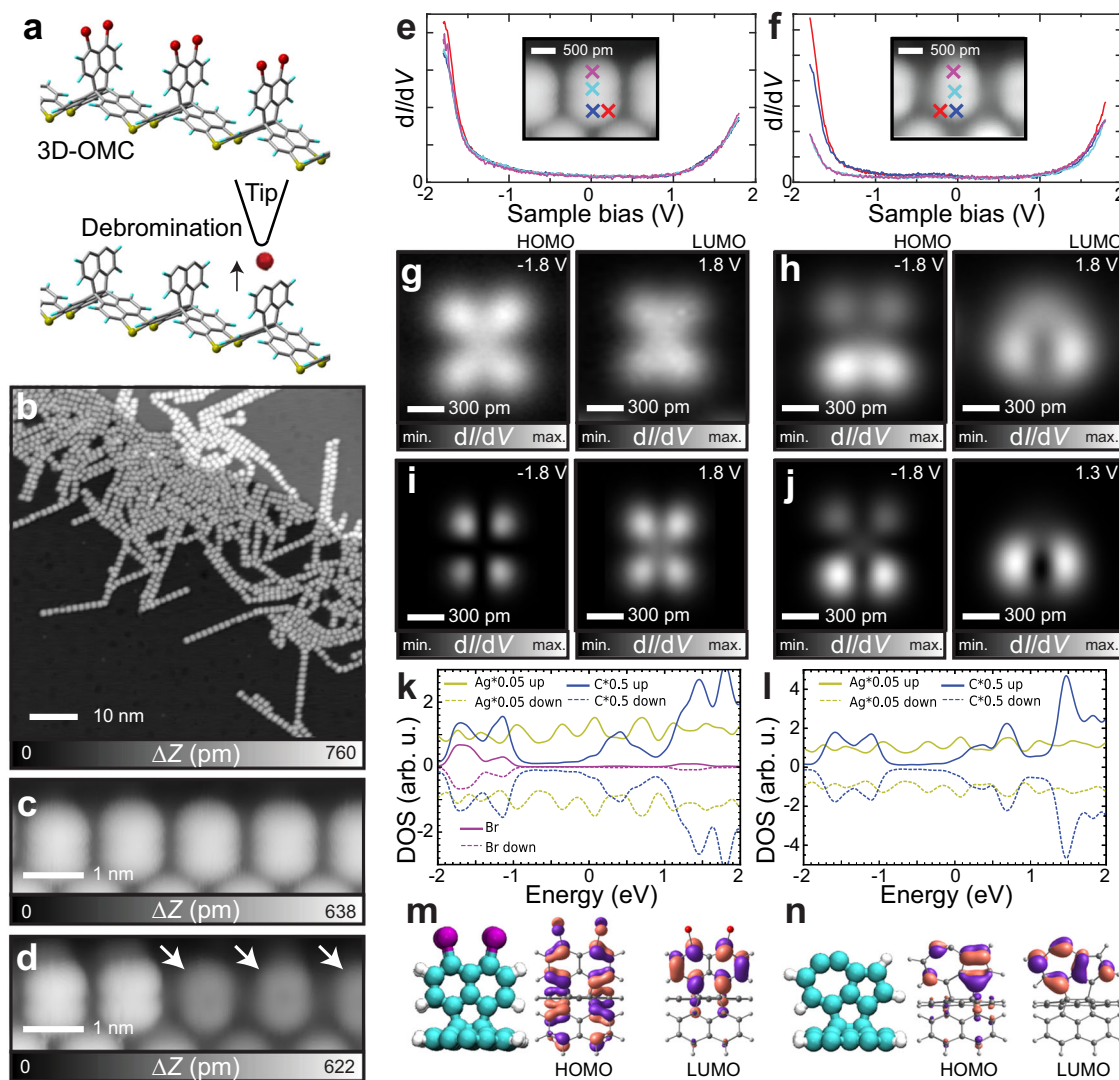 a
3D-OMC
Tip
Debromination
b
10 nm
0 ΔZ (pm) 760
c
1 nm
0 ΔZ (pm) 638
d
1 nm
0 ΔZ (pm) 622
e
500 pm
dI/dV
-2 -1 0 1 2
Sample bias (V)
f
500 pm
dI/dV
-2 -1 0 1 2
Sample bias (V)
HOMO LUMO
g -1.8 V 1.8 V
300 pm 300 pm
min. dI/dV max. min. dI/dV max.
HOMO LUMO
h -1.8 V 1.8 V
300 pm 300 pm
min. dI/dV max. min. dI/dV max.
i -1.8 V 1.8 V
300 pm 300 pm
min. dI/dV max. min. dI/dV max.
j -1.8 V 1.3 V
300 pm 300 pm
min. dI/dV max. min. dI/dV max.
k
Ag*0.05 up C*0.5 up
Ag*0.05 down C*0.5 down
Br
Br down
DOS (arb. u.)
2
0
-2
-2 -1 0 1 2
Energy (eV)
l
Ag*0.05 up C*0.5 up
Ag*0.05 down C*0.5 down
DOS (arb. u.)
4
2
0
-2
-4
-2 -1 0 1 2
Energy (eV)
m
HOMO LUMO
n
HOMO LUMO